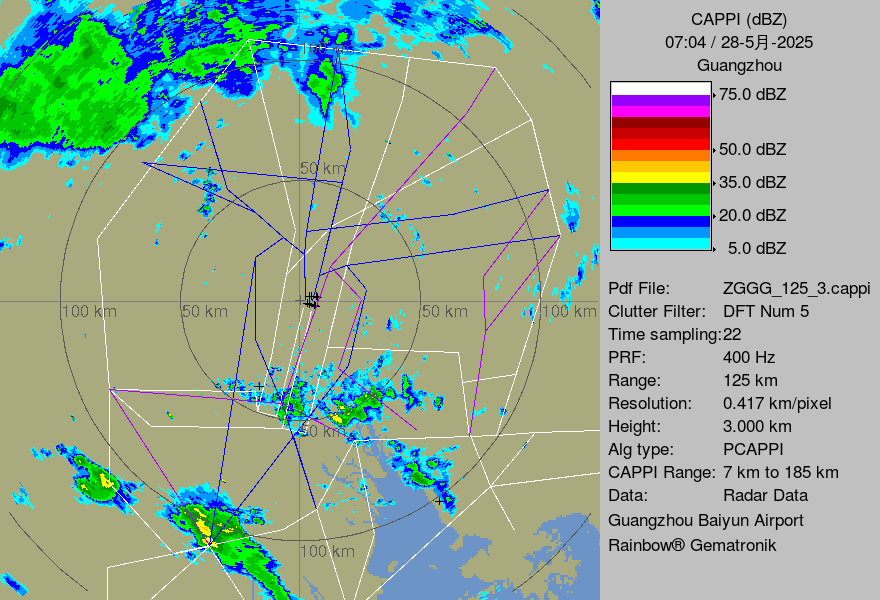 CAPPI (dBZ)
07:04 / 28-5月-2025
Guangzhou
75.0 dBZ
50.0 dBZ
35.0 dBZ
20.0 dBZ
5.0 dBZ
Pdf File: ZGGG_125_3.cappi
Clutter Filter: DFT Num 5
Time sampling:22
PRF: 400 Hz
Range: 125 km
Resolution: 0.417 km/pixel
Height: 3.000 km
Alg type: PCAPPI
CAPPI Range: 7 km to 185 km
Data: Radar Data
Guangzhou Baiyun Airport
Rainbow® Gematronik
100 km
50 km
100 km
50 km
50 km
100 km
50 km
100 km